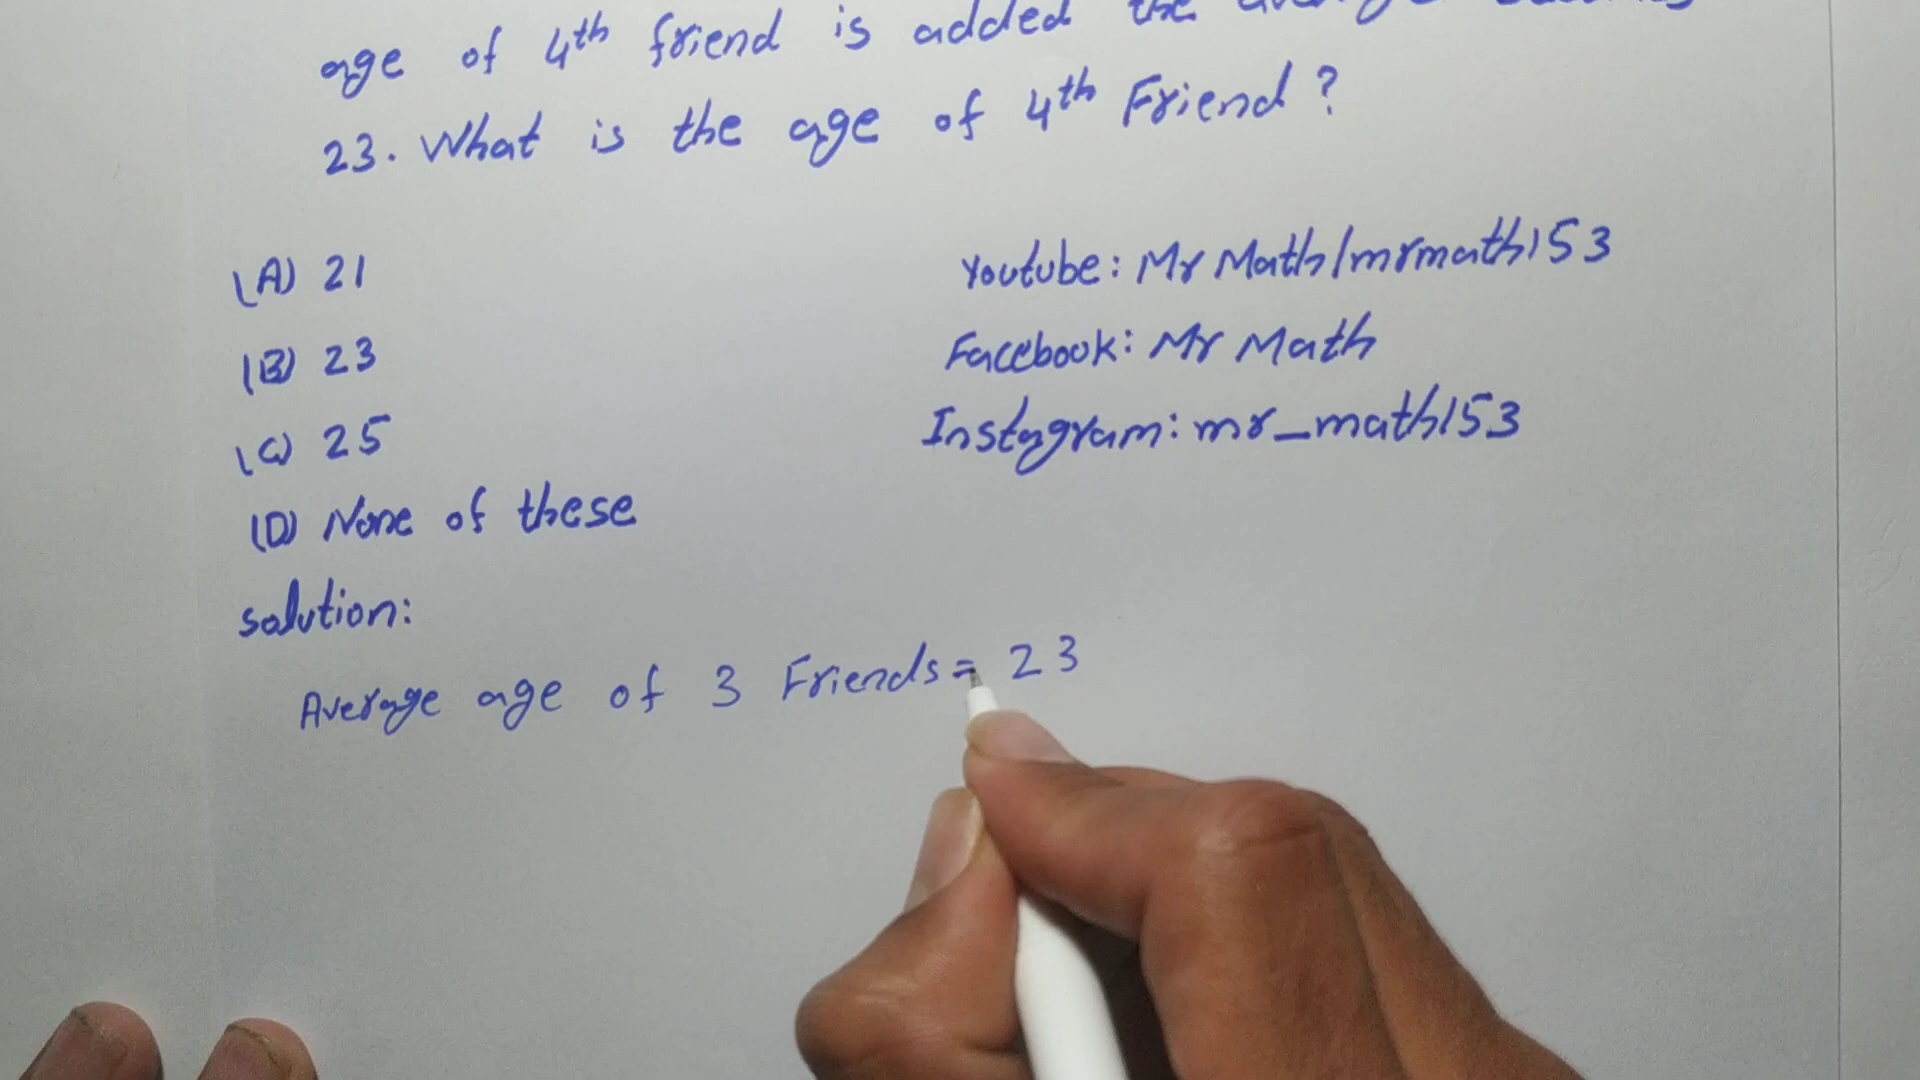 age of 4th friend is added the
23. What is the age of 4th Friend?
(A) 21
(B) 23
(C) 25
(D) None of these
Youtube: Mr Math/mrmath153
Facebook: Mr Math
Instagram: mr_math153
solution:
Average age of 3 Friends = 23